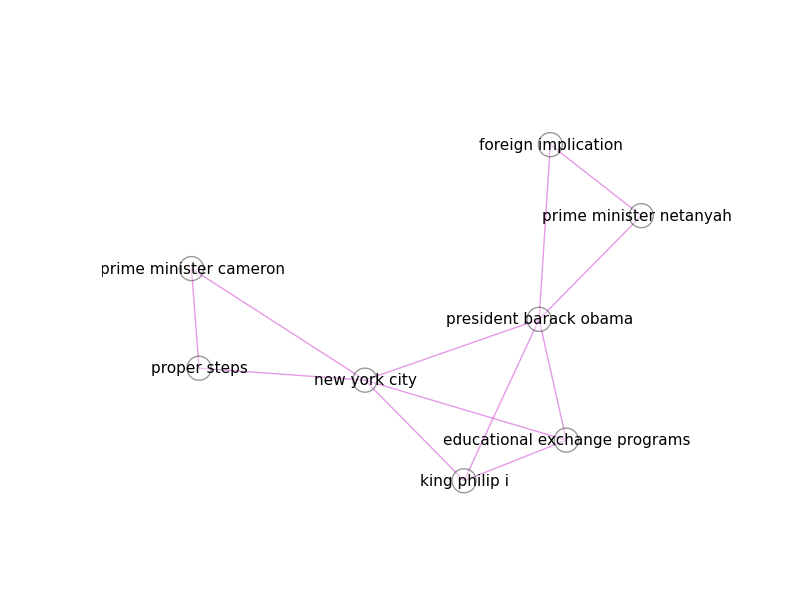 foreign implication
prime minister netanyah
prime minister cameron
president barack obama
proper steps
new york city
educational exchange programs
king philip i